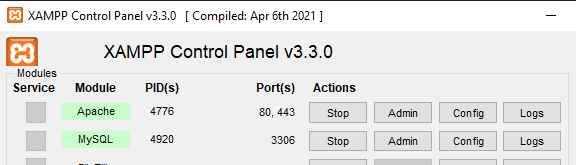 XAMPP Control Panel v3.3.0 [ Compiled: Apr 6th 2021 ]
XAMPP Control Panel v3.3.0
Modules
Service Module PID(s) Port(s) Actions
Apache 4776 80, 443 Stop Admin Config Logs
MySQL 4920 3306 Stop Admin Config Logs